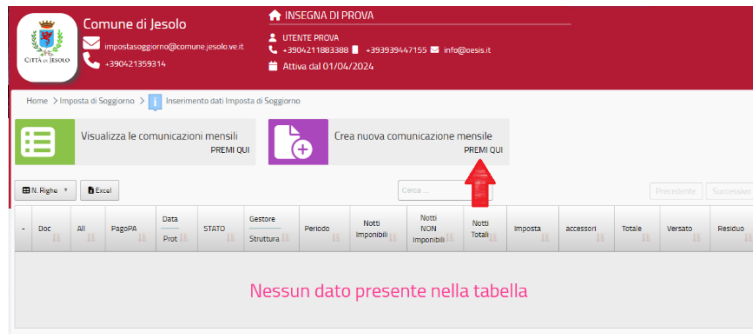 Comune di Jesolo
impostasoggiorno@comune.jesolo.ve.it
+390421359314
CITTÀ DI JESOLO
INSEGNA DI PROVA
UTENTE PROVA
+3904211883388 +393939447155 info@oesis.it
Attiva dal 01/04/2024
Home > Imposta di Soggiorno > Inserimento dati Imposta di Soggiorno
Visualizza le comunicazioni mensili
PREMI QUI
Crea nuova comunicazione mensile
PREMI QUI
N. Righe Excel Cerca ... Precedente Successivo
- Doc All PagoPA Data Prot STATO Gestore Struttura Periodo Notti Imponibili Notti NON Imponibili Notti Totali Imposta accessori Totale Versato Residuo
Nessun dato presente nella tabella